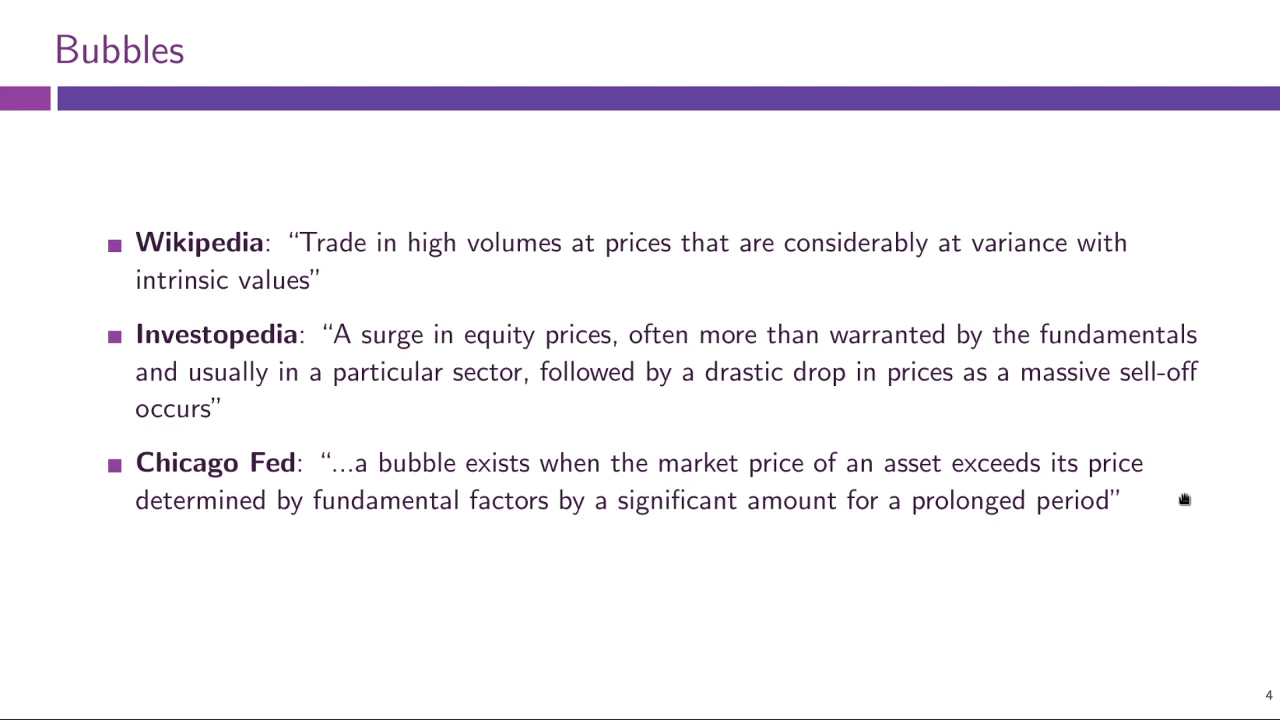 Bubbles
Wikipedia: “Trade in high volumes at prices that are considerably at variance with
intrinsic values”
Investopedia: “A surge in equity prices, often more than warranted by the fundamentals
and usually in a particular sector, followed by a drastic drop in prices as a massive sell-off
occurs”
Chicago Fed: “...a bubble exists when the market price of an asset exceeds its price
determined by fundamental factors by a significant amount for a prolonged period”
4